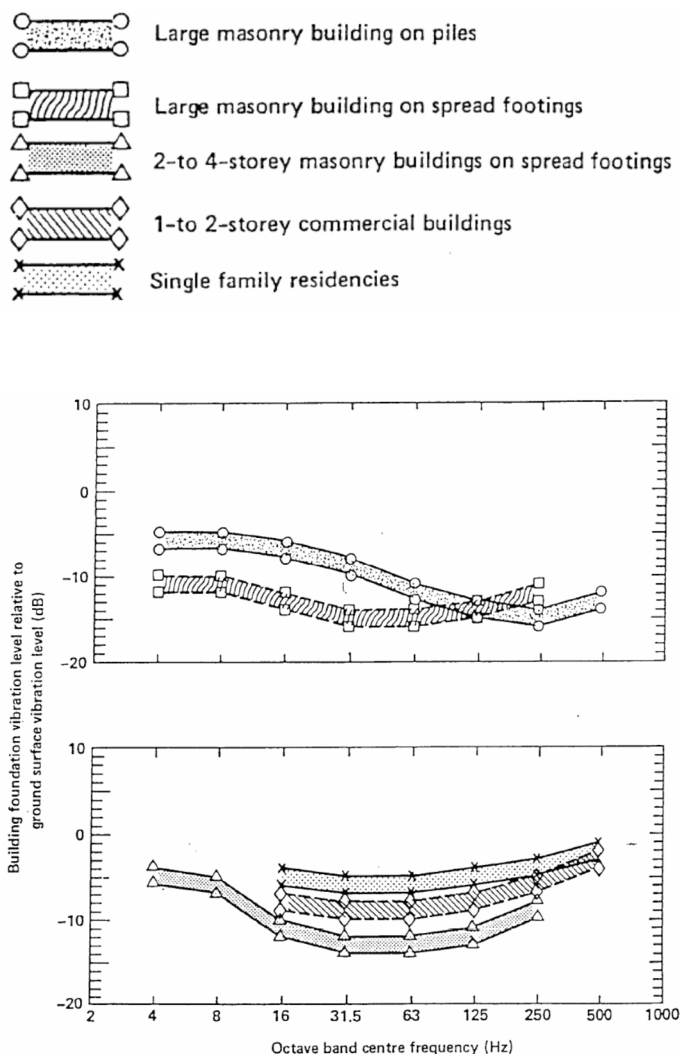 Large masonry building on piles
Large masonry building on spread footings
2-to 4-storey masonry buildings on spread footings
1-to 2-storey commercial buildings
Single family residencies
10
0
-10
-20
10
0
-10
-20
2 4 8 16 31.5 63 125 250 500 1000
Building foundation vibration level relative to
ground surface vibration level (dB)
Octave band centre frequency (Hz)